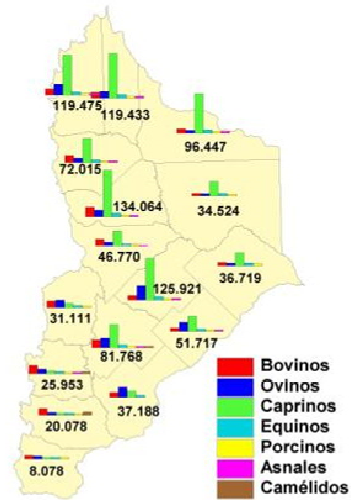 119.475
119.433
96.447
72.015
134.064
34.524
46.770
36.719
125.921
31.111
51.717
81.768
25.953
37.188
20.078
8.078
Bovinos
Ovinos
Caprinos
Equinos
Porcinos
Asnales
Camélidos